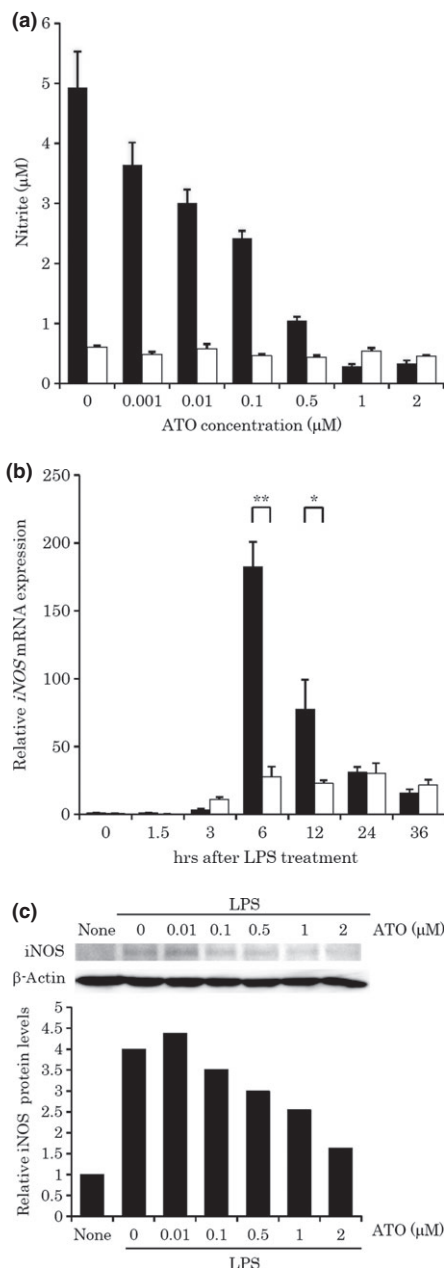 (a)
6
5
4
3
2
1
0
Nitrite (µM)
0 0.001 0.01 0.1 0.5 1 2
ATO concentration (µM)
(b)
250
200
150
100
50
0
Relative iNOS mRNA expression
** *
0 1.5 3 6 12 24 36
hrs after LPS treatment
(c)
LPS
None 0 0.01 0.1 0.5 1 2 ATO (µM)
iNOS
β-Actin
5
4.5
4
3.5
3
2.5
2
1.5
1
0.5
0
Relative iNOS protein levels
None 0 0.01 0.1 0.5 1 2 ATO (µM)
LPS